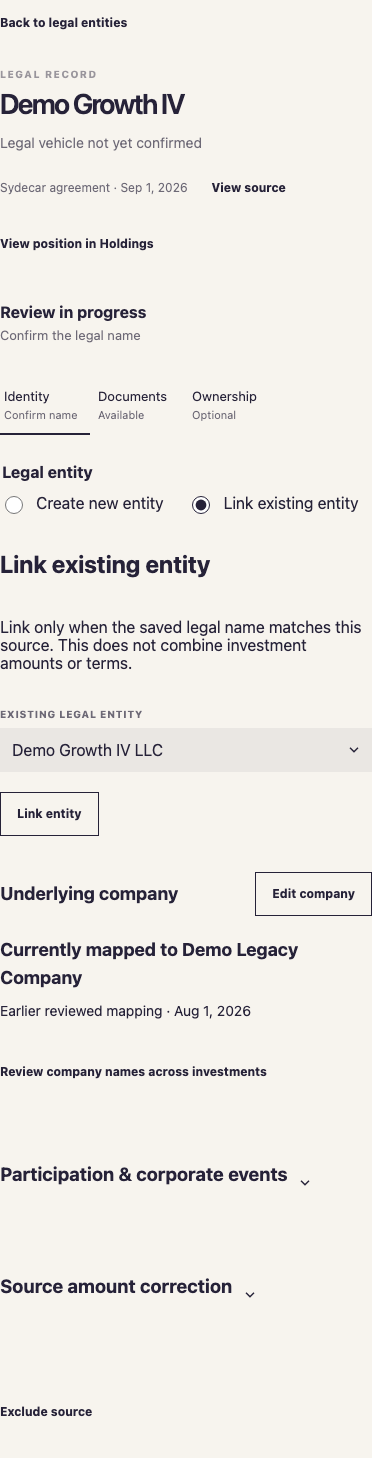 Back to legal entities
LEGAL RECORD
Demo Growth IV
Legal vehicle not yet confirmed
Sydecar agreement · Sep 1, 2026 View source
View position in Holdings
Review in progress
Confirm the legal name
Identity Documents Ownership
Confirm name Available Optional
Legal entity
Create new entity Link existing entity
Link existing entity
Link only when the saved legal name matches this
source. This does not combine investment
amounts or terms.
EXISTING LEGAL ENTITY
Demo Growth IV LLC
Link entity
Underlying company Edit company
Currently mapped to Demo Legacy
Company
Earlier reviewed mapping · Aug 1, 2026
Review company names across investments
Participation & corporate events
Source amount correction
Exclude source